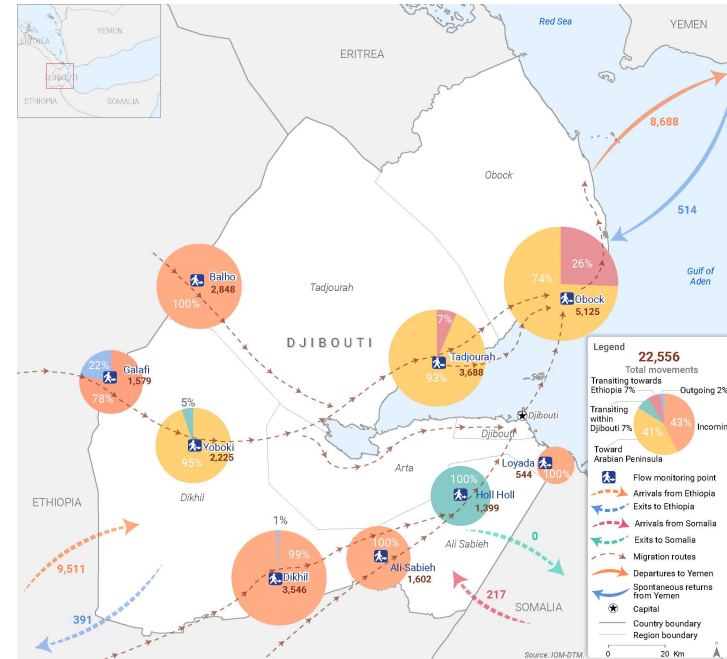 YEMEN
ERITREA
DJIBOUTI
ETHIOPIA
SOMALIA
Red Sea
YEMEN
ERITREA
8,688
514
Obock
26%
74%
Obock
5,125
Gulf of
Aden
Balho
2,848
100%
Tadjourah
DJIBOUTI
7%
Tadjourah
3,688
93%
22%
Galafi
1,579
78%
5%
Yoboki
2,225
95%
Dikhil
Djibouti
Djibouti
Arta
Loyada
544
100%
100%
Holl Holl
1,399
Ali Sabieh
0
ETHIOPIA
9,511
391
1%
99%
Dikhil
3,546
100%
Ali-Sabieh
1,602
217
SOMALIA
Source: IOM-DTM.
Legend
22,556
Total movements
Transiting towards
Ethiopia 7%
Outgoing 2%
Transiting
within
Djibouti 7%
43%
Incomin
41%
Toward
Arabian Peninsula
Flow monitoring point
Arrivals from Ethiopia
Exits to Ethiopia
Arrivals from Somalia
Exits to Somalia
Migration routes
Departures to Yemen
Spontaneous returns
from Yemen
Capital
Country boundary
Region boundary
0 20 Km